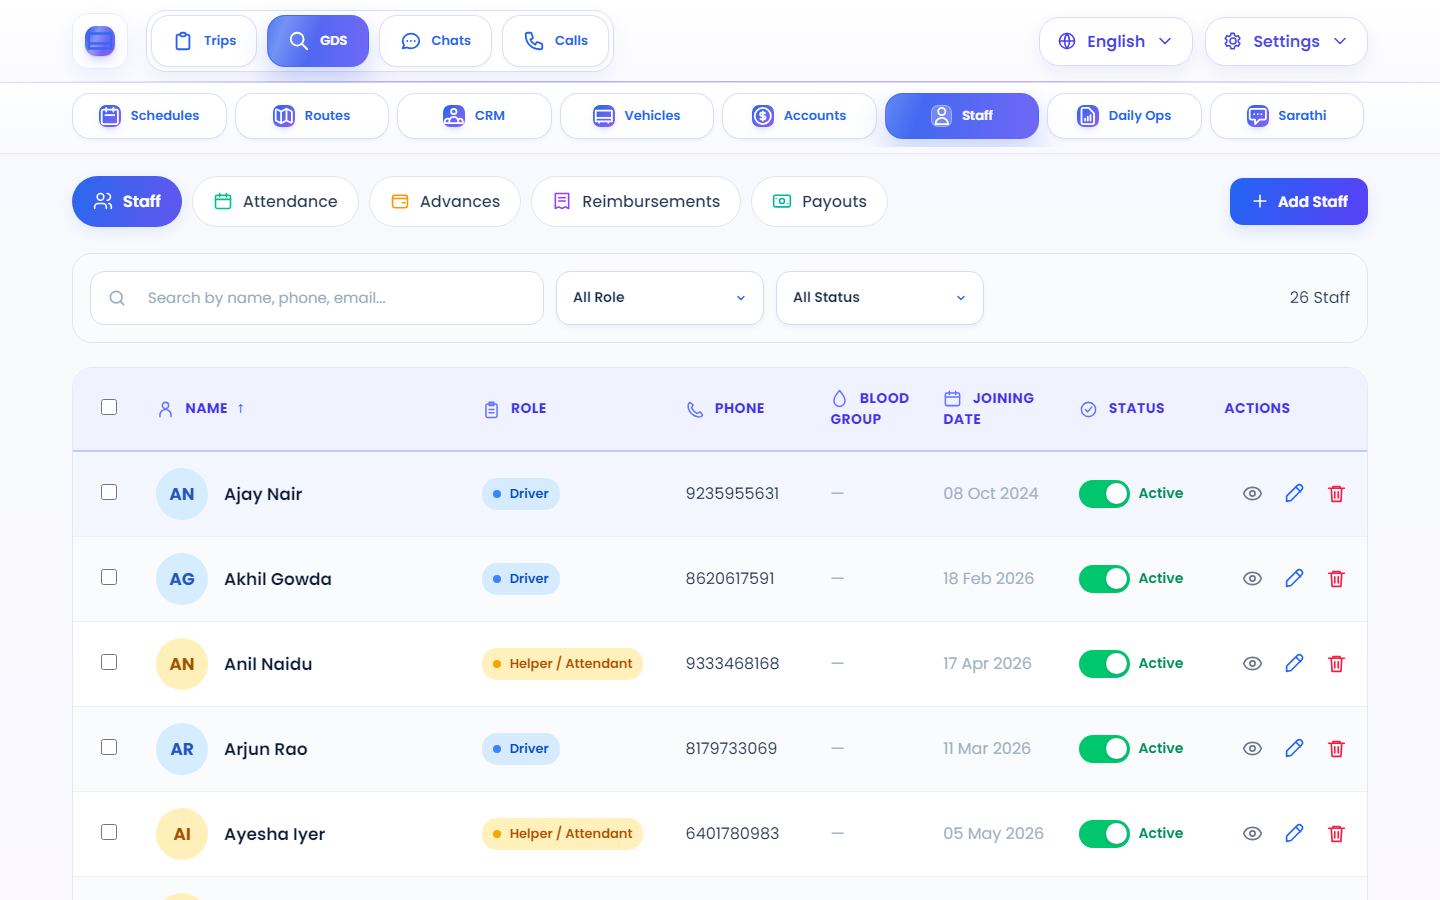 Trips
GDS
Chats
Calls
English
Settings
Schedules
Routes
CRM
Vehicles
Accounts
Staff
Daily Ops
Sarathi
Staff
Attendance
Advances
Reimbursements
Payouts
Add Staff
Search by name, phone, email...
All Role
All Status
26 Staff
NAME ↑
ROLE
PHONE
BLOOD
GROUP
JOINING
DATE
STATUS
ACTIONS
AN Ajay Nair Driver 9235955631 — 08 Oct 2024 Active
AG Akhil Gowda Driver 8620617591 — 18 Feb 2026 Active
AN Anil Naidu Helper / Attendant 9333468168 — 17 Apr 2026 Active
AR Arjun Rao Driver 8179733069 — 11 Mar 2026 Active
AI Ayesha Iyer Helper / Attendant 6401780983 — 05 May 2026 Active